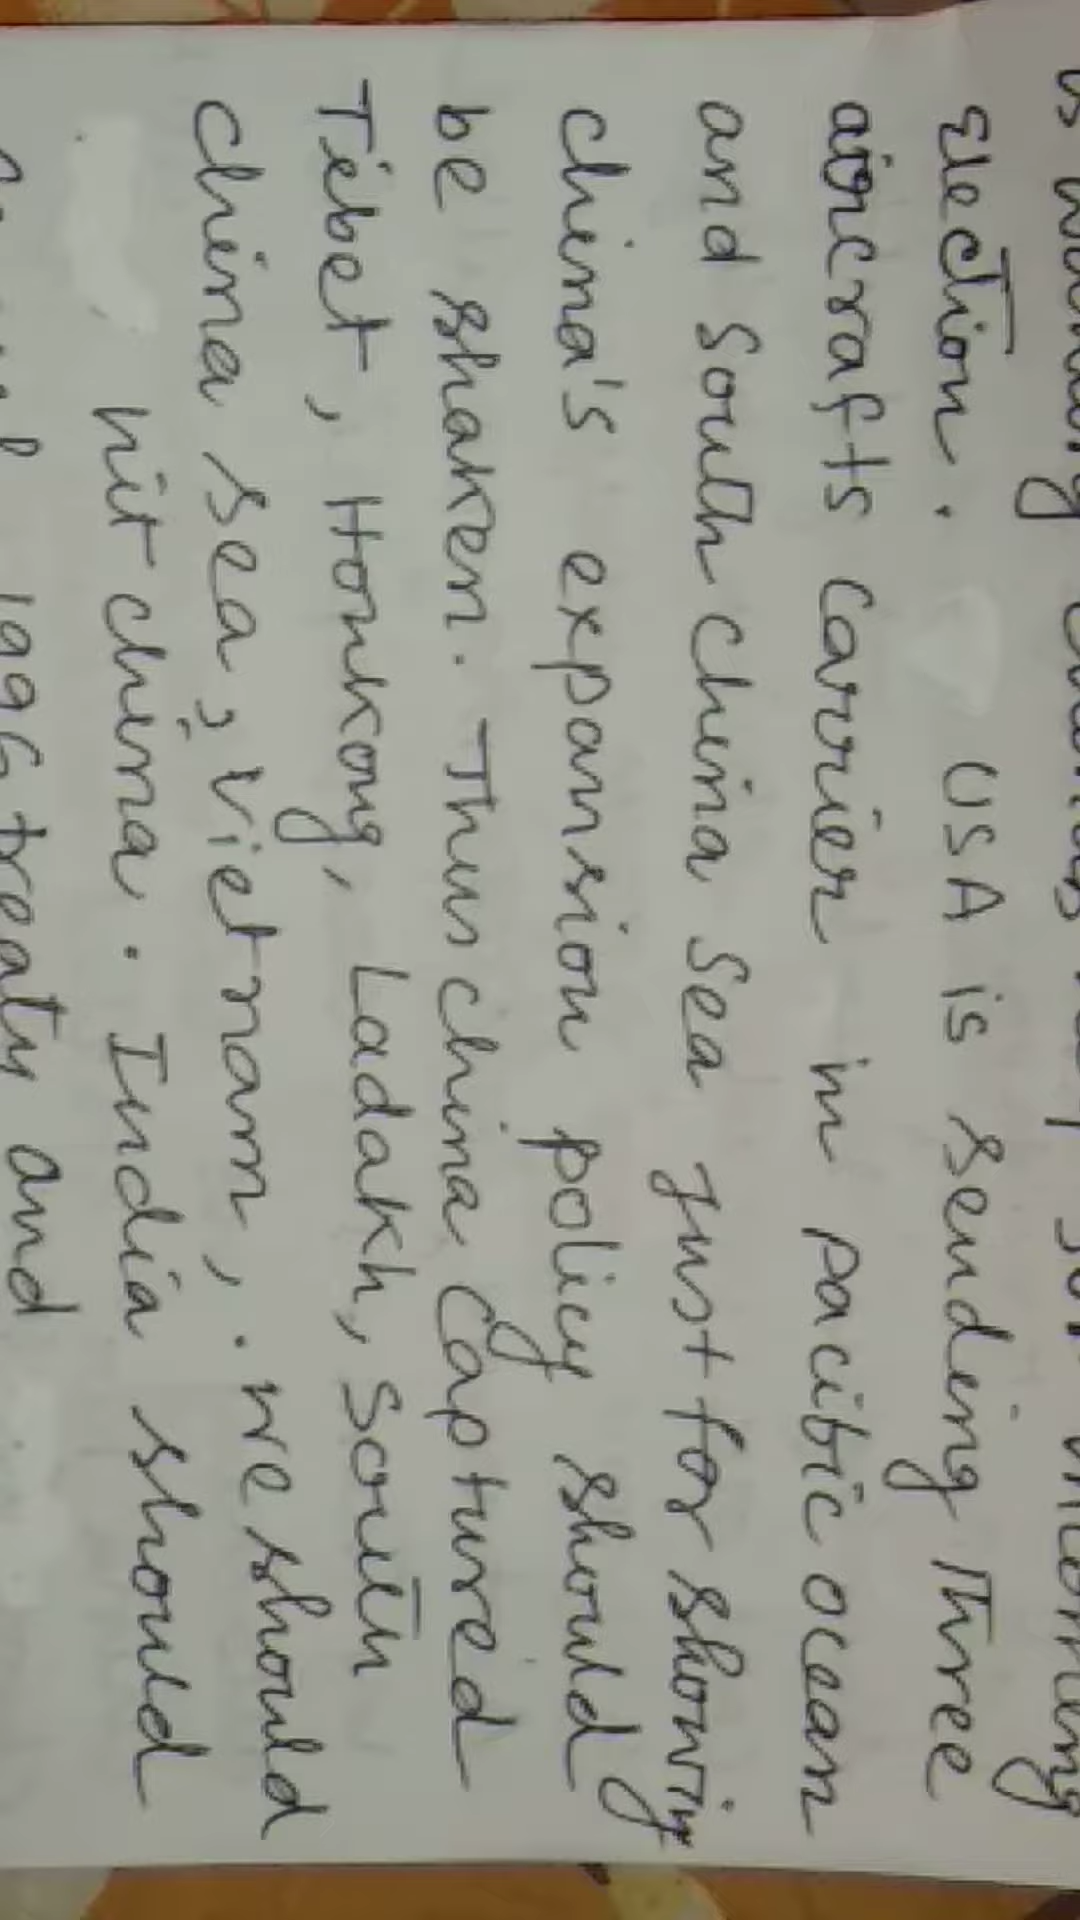 election. USA is sending three
aircrafts carrier in pacific ocean
and South china Sea just for showing
china's expansion policy should
be shaken. Thus china captured
Tibet, Honkong, Ladakh, South
china sea, Vietnam, . we should
hit china. India should
1996 treaty and